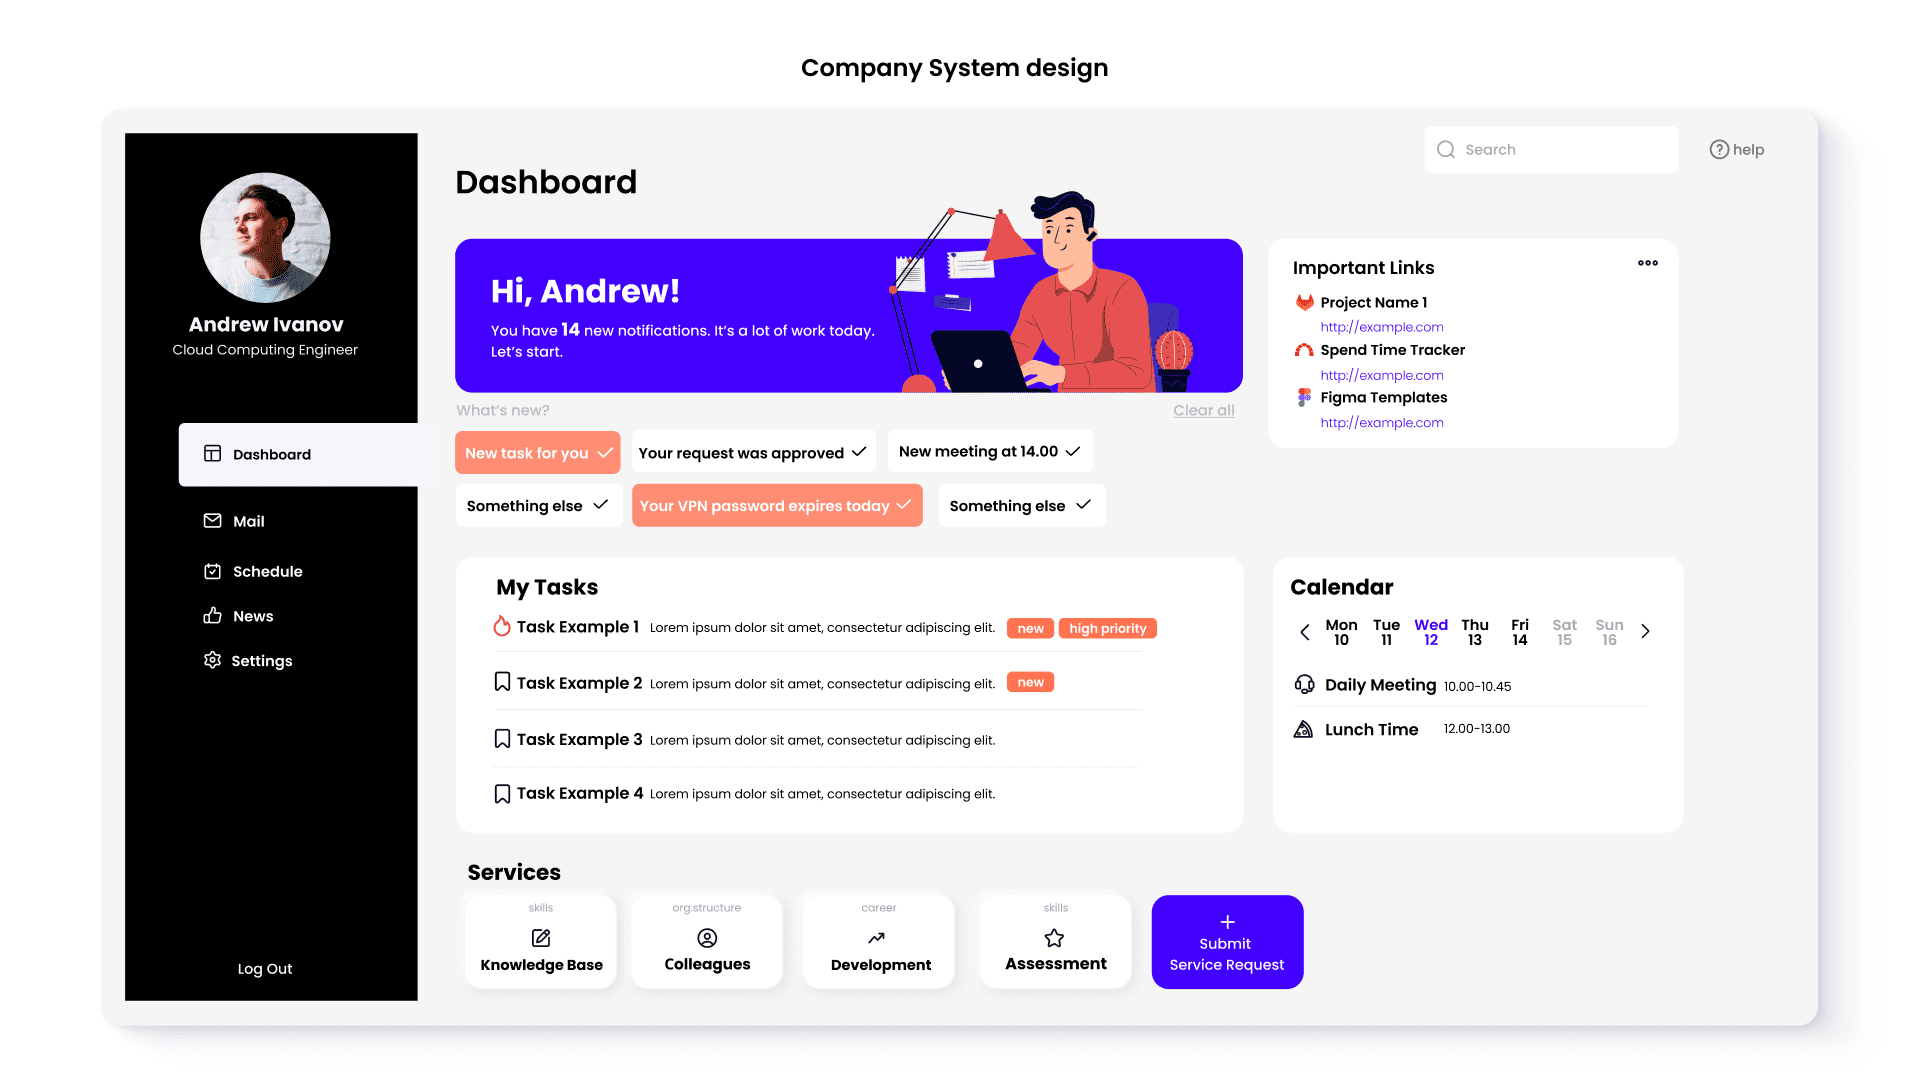 Company System design
Search
help
Andrew Ivanov
Cloud Computing Engineer
Dashboard
Mail
Schedule
News
Settings
Log Out
Dashboard
Hi, Andrew!
You have 14 new notifications. It's a lot of work today.
Let's start.
What's new?
Clear all
New task for you
Your request was approved
New meeting at 14.00
Something else
Your VPN password expires today
Something else
Important Links
Project Name 1
http://example.com
Spend Time Tracker
http://example.com
Figma Templates
http://example.com
My Tasks
Task Example 1 Lorem ipsum dolor sit amet, consectetur adipiscing elit. new high priority
Task Example 2 Lorem ipsum dolor sit amet, consectetur adipiscing elit. new
Task Example 3 Lorem ipsum dolor sit amet, consectetur adipiscing elit.
Task Example 4 Lorem ipsum dolor sit amet, consectetur adipiscing elit.
Calendar
Mon Tue Wed Thu Fri Sat Sun
10 11 12 13 14 15 16
Daily Meeting 10.00-10.45
Lunch Time 12.00-13.00
Services
skills
Knowledge Base
org.structure
Colleagues
career
Development
skills
Assessment
Submit
Service Request